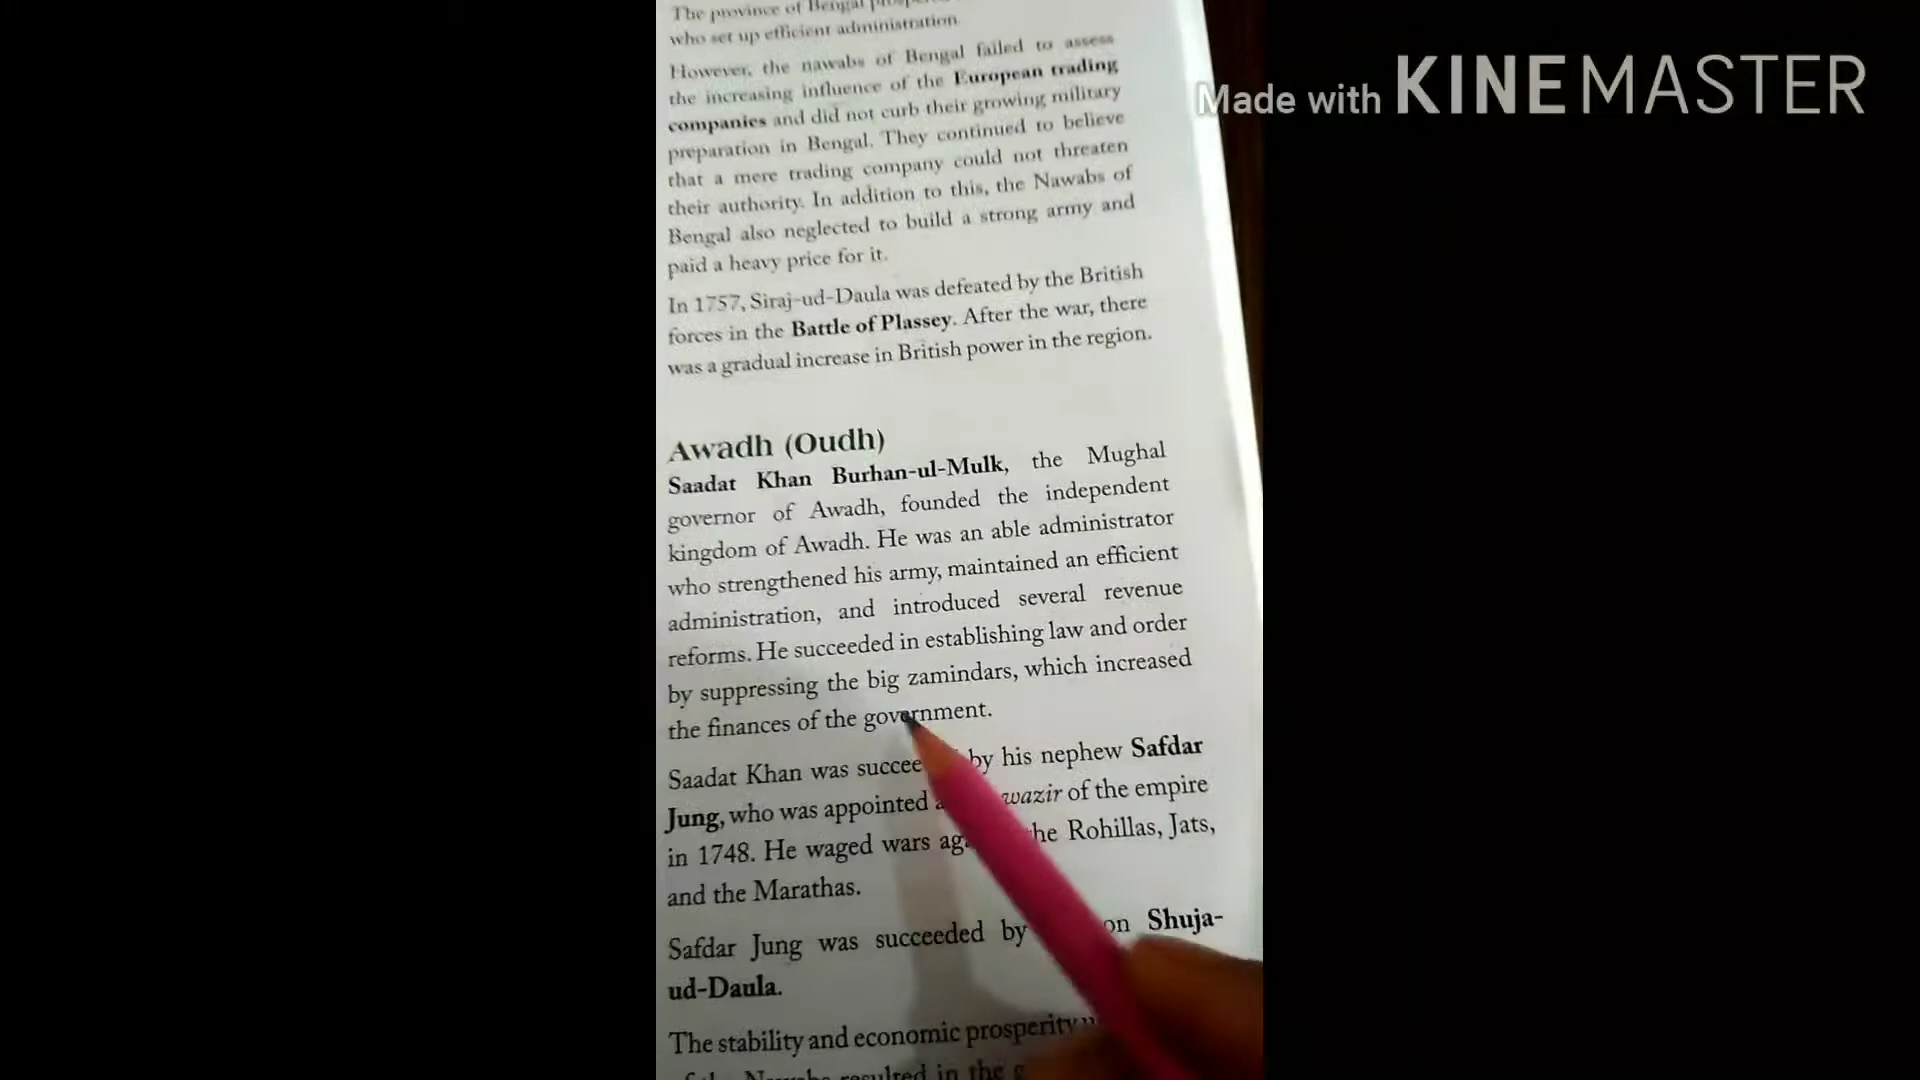 The province of Bengal
who set up efficient administration.
However, the nawabs of Bengal failed to assess
the increasing influence of the European trading
companies and did not curb their growing military
preparation in Bengal. They continued to believe
that a mere trading company could not threaten
their authority. In addition to this, the Nawabs of
Bengal also neglected to build a strong army and
paid a heavy price for it.
In 1757, Siraj-ud-Daula was defeated by the British
forces in the Battle of Plassey. After the war, there
was a gradual increase in British power in the region.
Awadh (Oudh)
Saadat Khan Burhan-ul-Mulk, the Mughal
governor of Awadh, founded the independent
kingdom of Awadh. He was an able administrator
who strengthened his army, maintained an efficient
administration, and introduced several revenue
reforms. He succeeded in establishing law and order
by suppressing the big zamindars, which increased
the finances of the government.
Saadat Khan was by his nephew Safdar
Jung, who was appointed wazir of the empire
in 1748. He waged wars the Rohillas, Jats,
and the Marathas.
Safdar Jung was succeeded by Shuja-
ud-Daula.
The stability and economic prosperity
resulted in the
Made with KINEMASTER